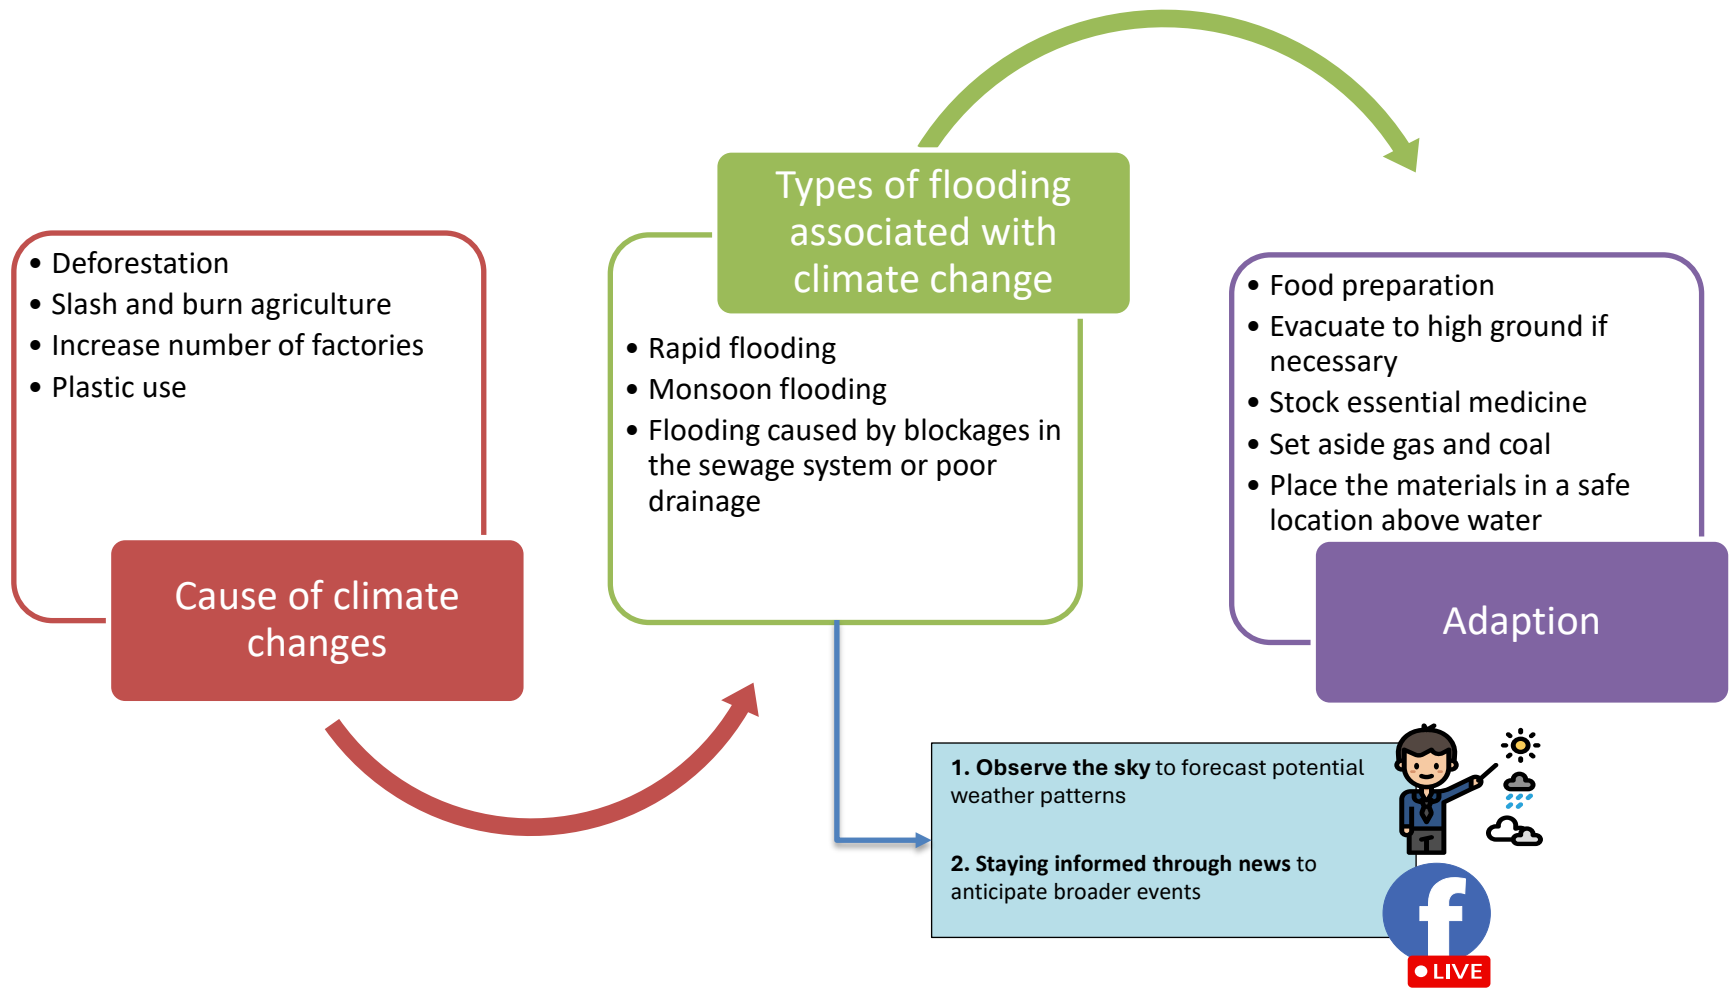 • Deforestation
• Slash and burn agriculture
• Increase number of factories
• Plastic use
Cause of climate
changes
Types of flooding
associated with
climate change
• Rapid flooding
• Monsoon flooding
• Flooding caused by blockages in
the sewage system or poor
drainage
• Food preparation
• Evacuate to high ground if
necessary
• Stock essential medicine
• Set aside gas and coal
• Place the materials in a safe
location above water
Adaption
1. Observe the sky to forecast potential
weather patterns
2. Staying informed through news to
anticipate broader events
f
LIVE